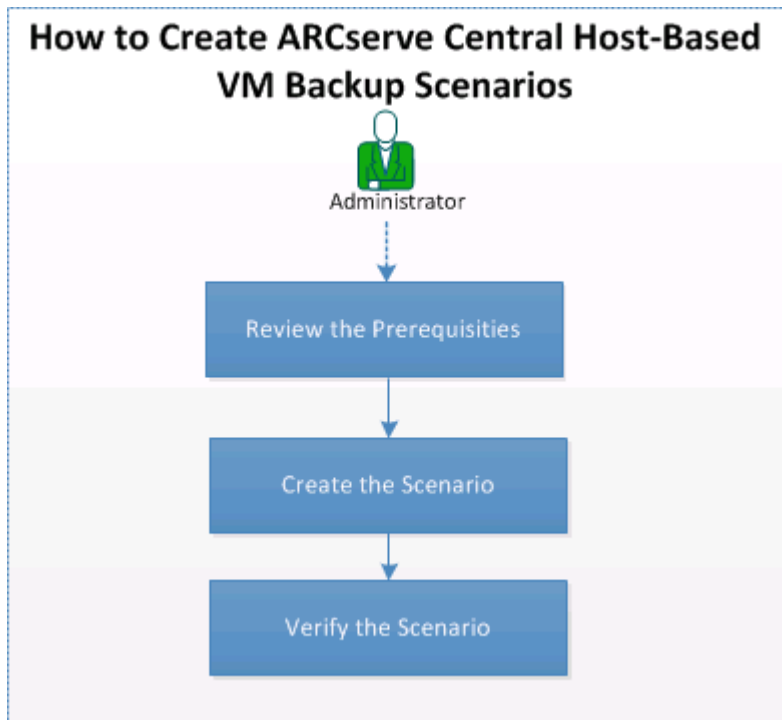 How to Create ARCserve Central Host-Based
VM Backup Scenarios
Administrator
Review the Prerequisities
Create the Scenario
Verify the Scenario